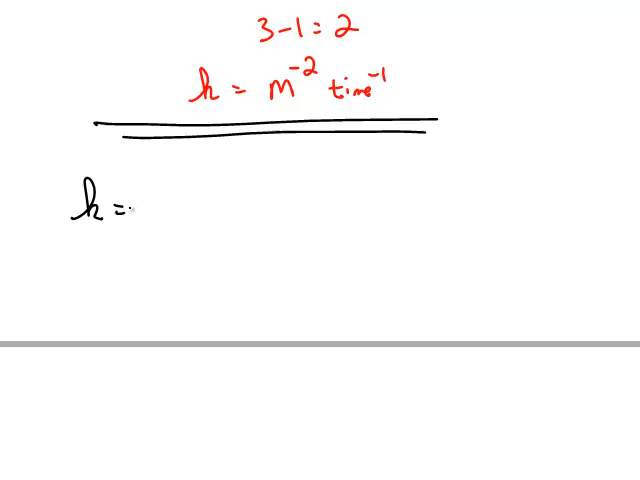 3-1=2
k = m⁻² time⁻¹
k =